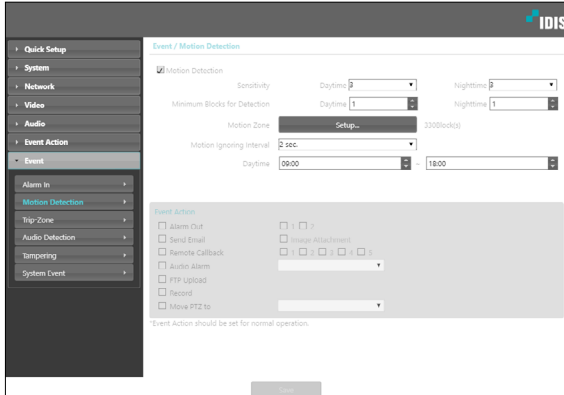 IDIS
Quick Setup
System
Network
Video
Audio
Event Action
Event
Alarm In
Motion Detection
Trip-Zone
Audio Detection
Tampering
System Event
Event / Motion Detection
Motion Detection
Sensitivity Daytime 3 Nighttime 3
Minimum Blocks for Detection Daytime 1 Nighttime 1
Motion Zone Setup... 330Block(s)
Motion Ignoring Interval 2 sec.
Daytime 09:00 ~ 18:00
Event Action
Alarm Out 1 2
Send Email Image Attachment
Remote Callback 1 2 3 4 5
Audio Alarm
FTP Upload
Record
Move PTZ to
*Event Action should be set for normal operation.
Save